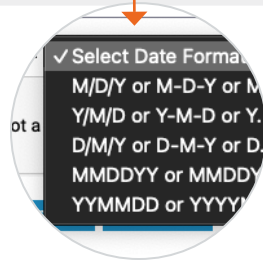 ✓ Select Date Format
M/D/Y or M-D-Y or M
Y/M/D or Y-M-D or Y.
D/M/Y or D-M-Y or D.
ot a
MMDDYY or MMDDY
YYMMDD or YYYY